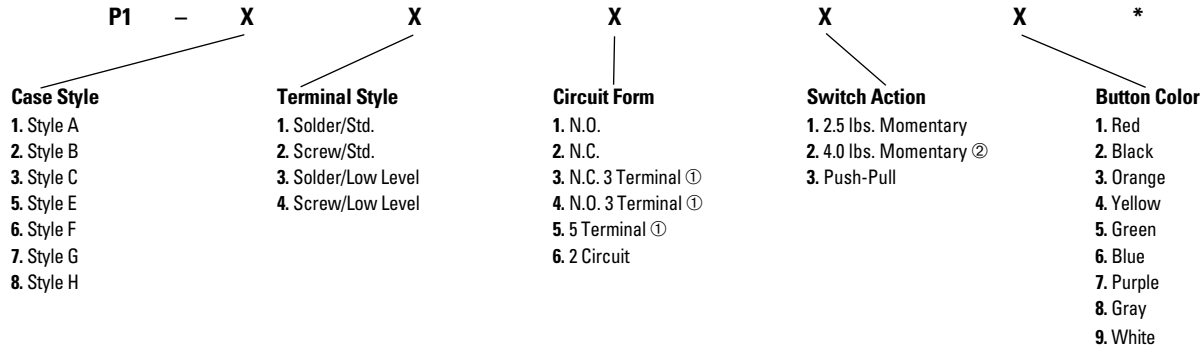 P1 – X X X X X *
Case Style
1. Style A
2. Style B
3. Style C
5. Style E
6. Style F
7. Style G
8. Style H
Terminal Style
1. Solder/Std.
2. Screw/Std.
3. Solder/Low Level
4. Screw/Low Level
Circuit Form
1. N.O.
2. N.C.
3. N.C. 3 Terminal ①
4. N.O. 3 Terminal ①
5. 5 Terminal ①
6. 2 Circuit
Switch Action
1. 2.5 lbs. Momentary
2. 4.0 lbs. Momentary ②
3. Push-Pull
Button Color
1. Red
2. Black
3. Orange
4. Yellow
5. Green
6. Blue
7. Purple
8. Gray
9. White